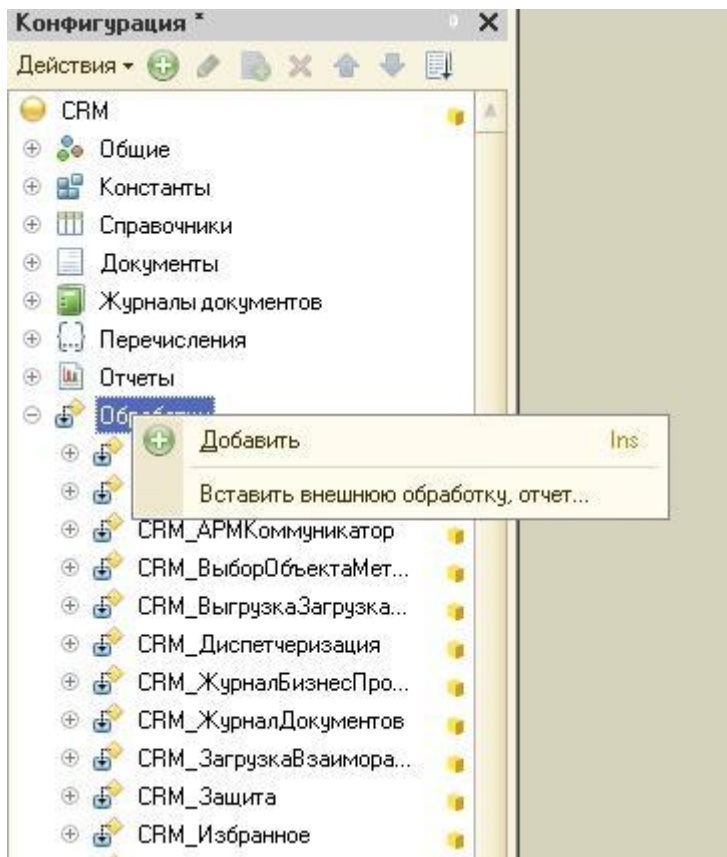 Конфигурация *
Действия
CRM
Общие
Константы
Справочники
Документы
Журналы документов
Перечисления
Отчеты
Добавить Ins
Вставить внешнюю обработку, отчет...
CRM_АРМКоммуникатор
CRM_ВыборОбъектаМет...
CRM_ВыгрузкаЗагрузка...
CRM_Диспетчеризация
CRM_ЖурналБизнесПро...
CRM_ЖурналДокументов
CRM_ЗагрузкаВзаимора...
CRM_Защита
CRM_Избранное